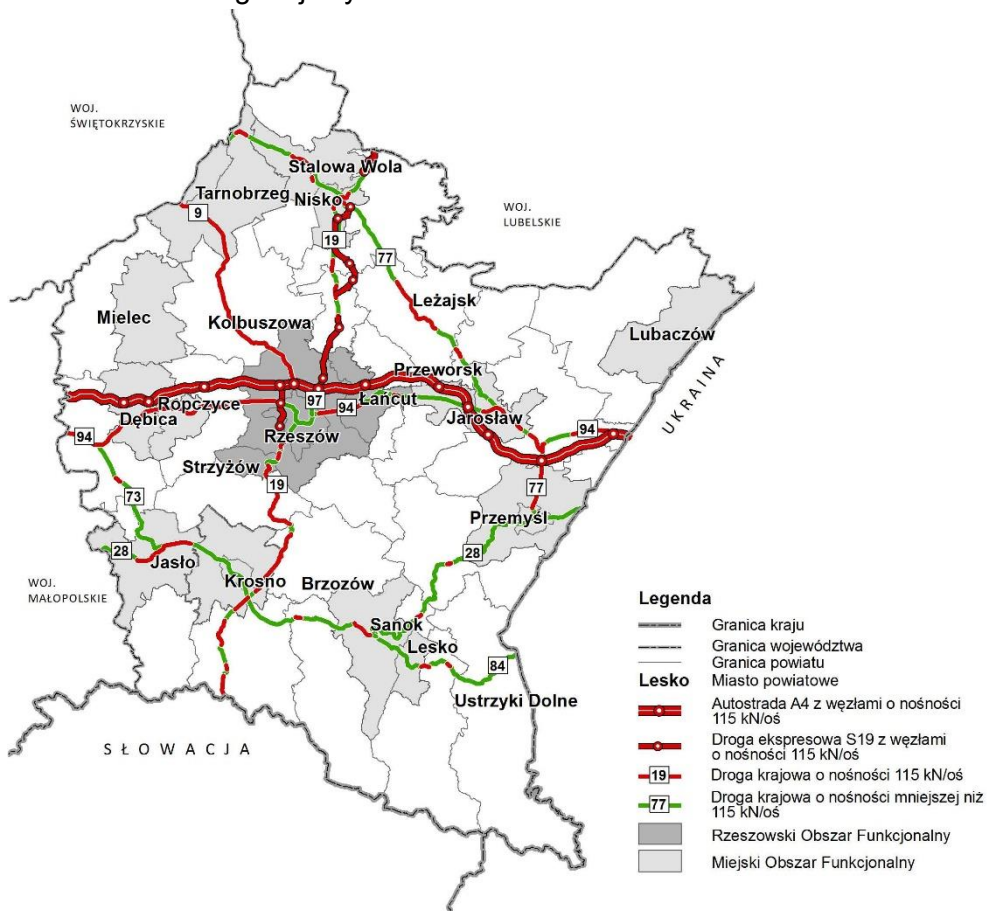 WOJ.
ŚWIĘTOKRZYSKIE
Stalowa Wola
Tarnobrzeg
Nisko
9
WOJ.
LUBELSKIE
19
77
Leżajsk
Mielec
Kolbuszowa
Lubaczów
Przeworsk
UKRAINA
Ropczyce
97
Łańcut
94
Dębica
Jarosław
94
Rzeszów
94
Strzyżów
19
77
73
Przemyśl
28
28
Jasło
WOJ.
MAŁOPOLSKIE
Krosno
Brzozów
Sanok
Lesko
84
Ustrzyki Dolne
SŁOWACJA
Legenda
Granica kraju
Granica województwa
Granica powiatu
Lesko Miasto powiatowe
Autostrada A4 z węzłami o nośności
115 kN/oś
Droga ekspresowa S19 z węzłami
o nośności 115 kN/oś
19 Droga krajowa o nośności 115 kN/oś
77 Droga krajowa o nośności mniejszej niż
115 kN/oś
Rzeszowski Obszar Funkcjonalny
Miejski Obszar Funkcjonalny